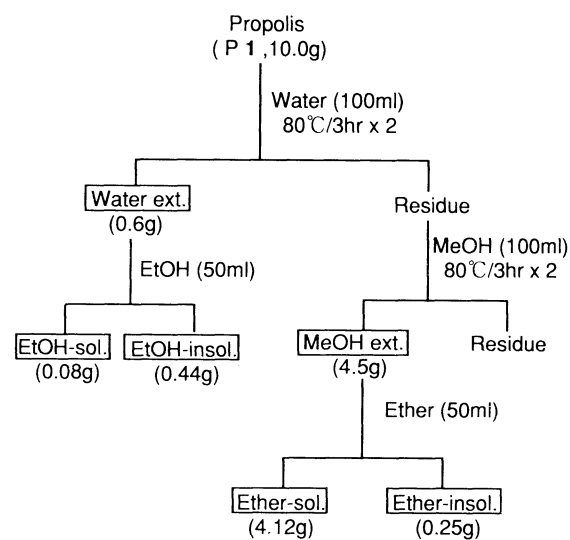 Propolis
( P 1 ,10.0g)
Water (100ml)
80℃/3hr x 2
Water ext.
(0.6g)
Residue
MeOH (100ml)
80℃/3hr x 2
EtOH (50ml)
EtOH-sol.
(0.08g)
EtOH-insol.
(0.44g)
MeOH ext.
(4.5g)
Residue
Ether (50ml)
Ether-sol.
(4.12g)
Ether-insol.
(0.25g)